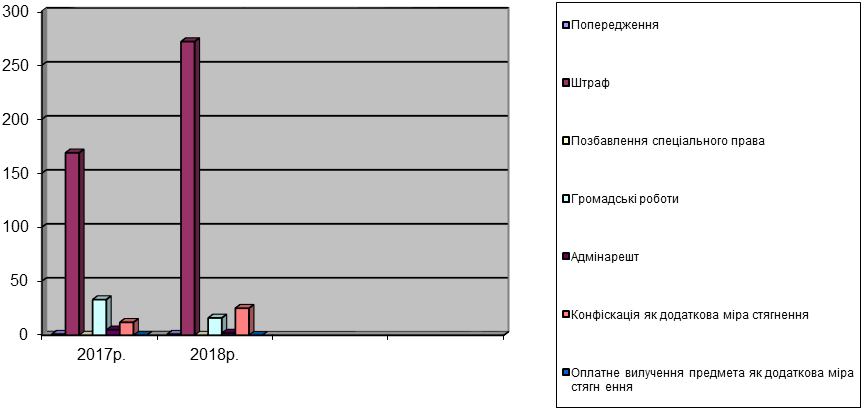 300
250
200
150
100
50
0
2017р.
2018р.
Попередження
Штраф
Позбавлення спеціального права
Громадські роботи
Адмінарешт
Конфіскація як додаткова міра стягнення
Оплатне вилучення предмета як додаткова міра
стягн ення